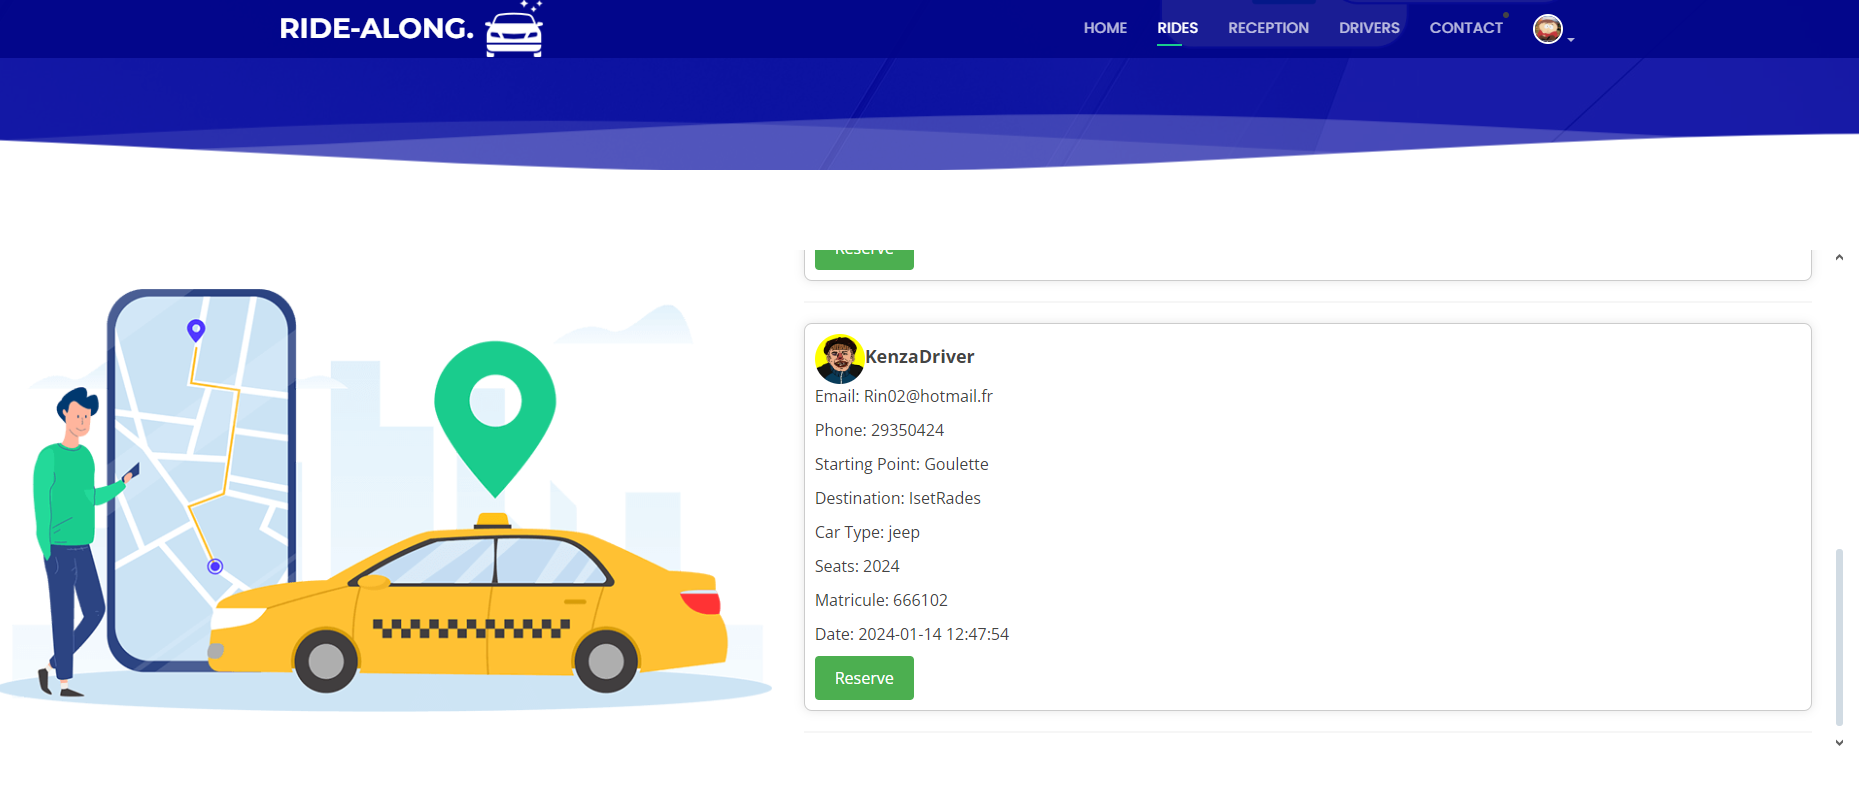 RIDE-ALONG.
HOME RIDES RECEPTION DRIVERS CONTACT
Reserve
KenzaDriver
Email: Rin02@hotmail.fr
Phone: 29350424
Starting Point: Goulette
Destination: IsetRades
Car Type: jeep
Seats: 2024
Matricule: 666102
Date: 2024-01-14 12:47:54
Reserve